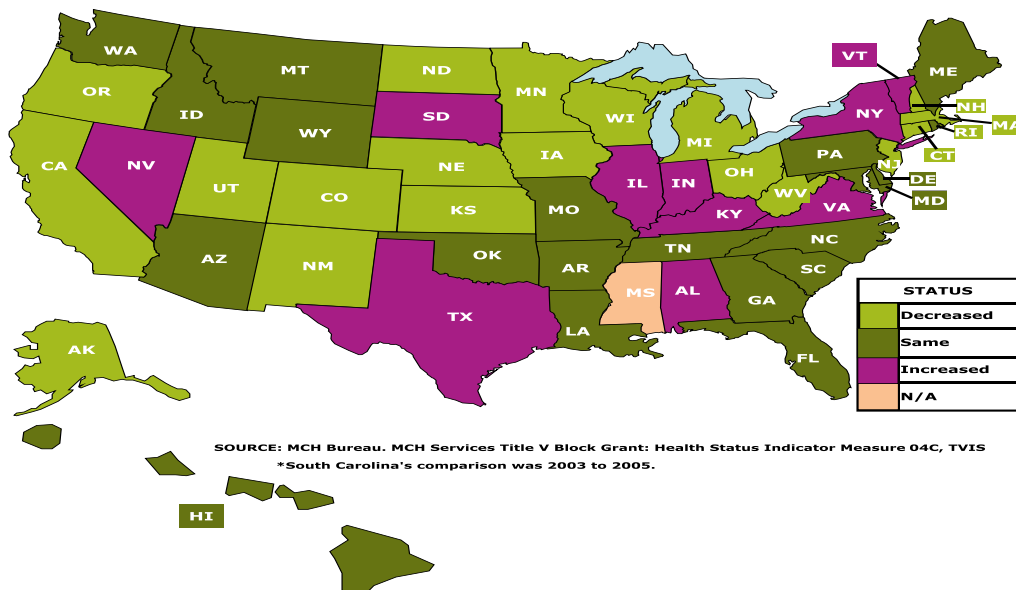 VT
WA
ME
MT
ND
OR
MN
NH
ID
SD
NY
MA
WI
RI
WY
MI
CT
IA
PA
NJ
CA
NV
NE
OH
DE
UT
IL
IN
WV
MD
CO
KS
MO
KY
VA
NC
TN
AZ
OK
NM
AR
SC
MS
AL
GA
STATUS
TX
Decreased
LA
Same
AK
FL
Increased
N/A
SOURCE: MCH Bureau. MCH Services Title V Block Grant: Health Status Indicator Measure 04C, TVIS
*South Carolina's comparison was 2003 to 2005.
HI